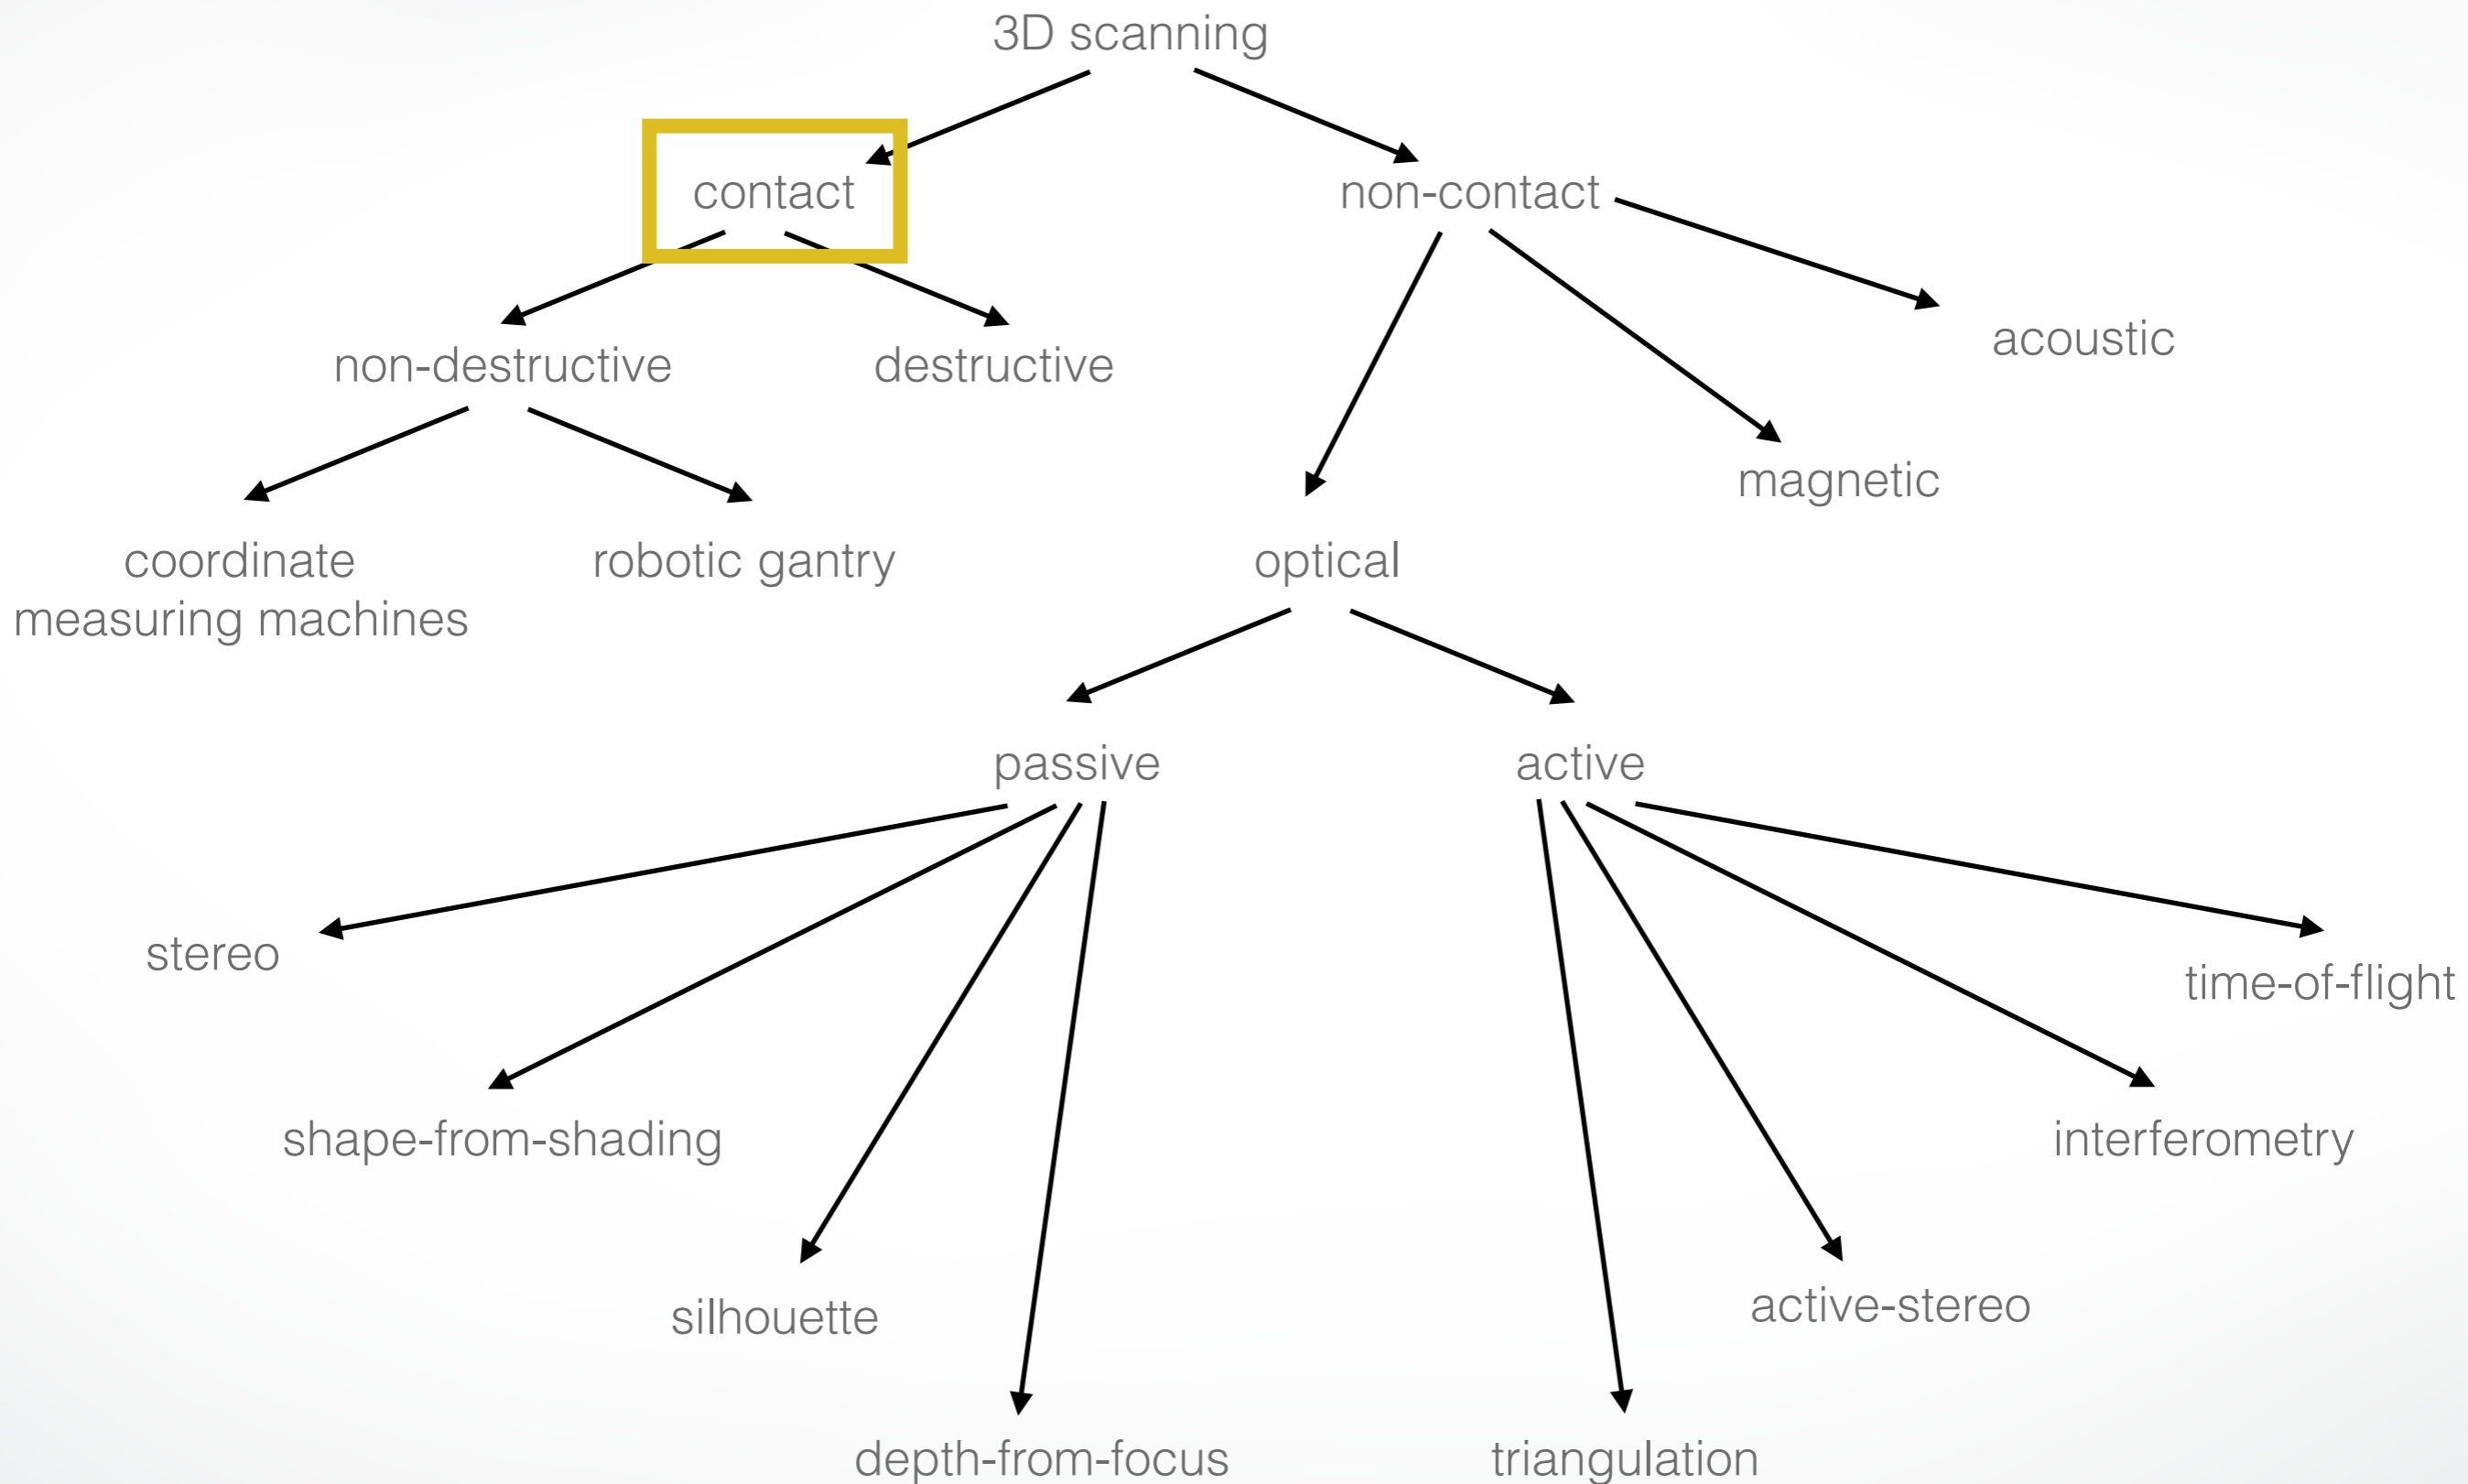 3D scanning
contact
non-contact
acoustic
non-destructive
destructive
magnetic
coordinate
measuring machines
robotic gantry
optical
passive
active
stereo
time-of-flight
shape-from-shading
interferometry
silhouette
active-stereo
depth-from-focus
triangulation